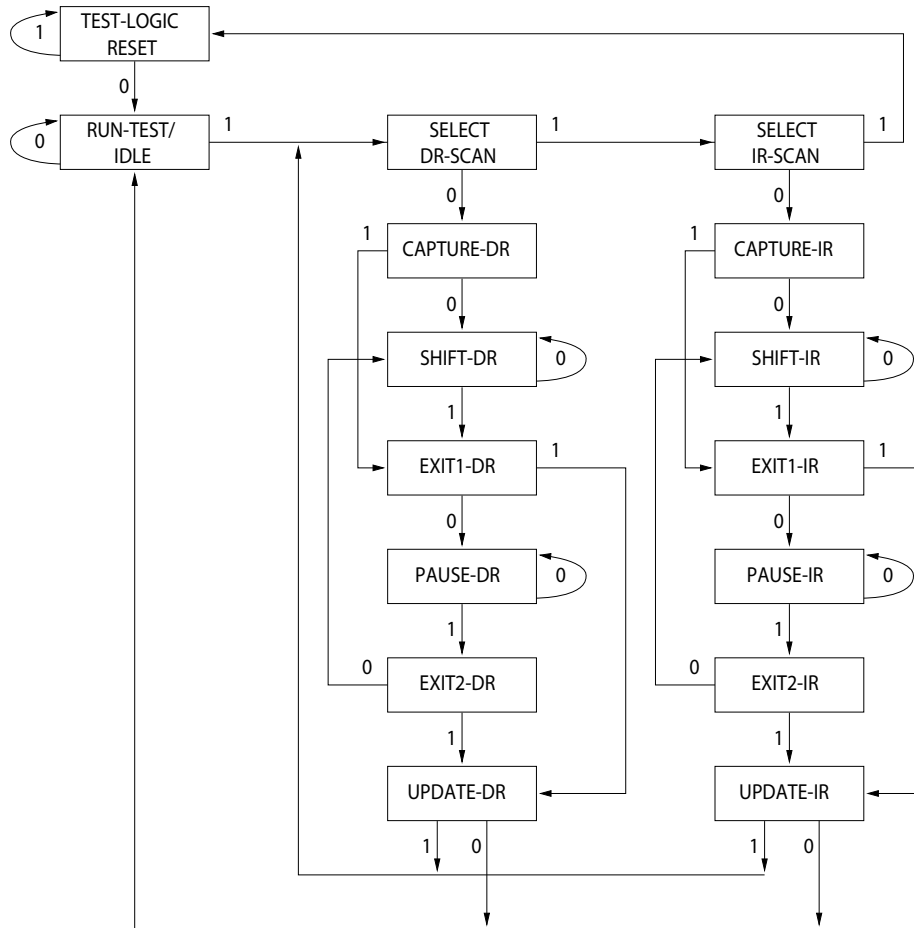 TEST-LOGIC
RESET
1
0
RUN-TEST/
IDLE
0
1
SELECT
DR-SCAN
1
SELECT
IR-SCAN
1
0
0
1
CAPTURE-DR
1
CAPTURE-IR
0
0
SHIFT-DR
0
SHIFT-IR
0
1
1
EXIT1-DR
1
EXIT1-IR
1
0
0
PAUSE-DR
0
PAUSE-IR
0
1
1
0
EXIT2-DR
0
EXIT2-IR
1
1
UPDATE-DR
UPDATE-IR
1
0
1
0